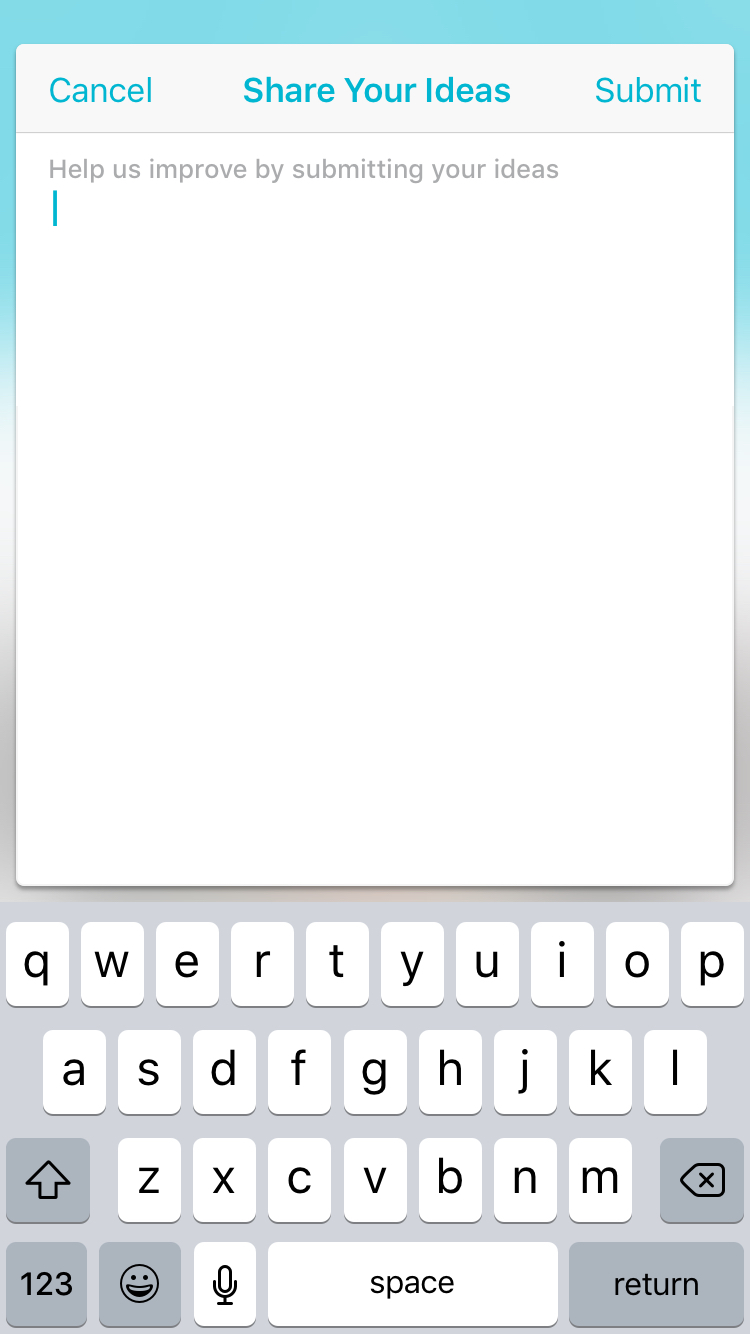 Cancel Share Your Ideas Submit
Help us improve by submitting your ideas
q w e r t y u i o p
a s d f g h j k l
z x c v b n m
123 space return